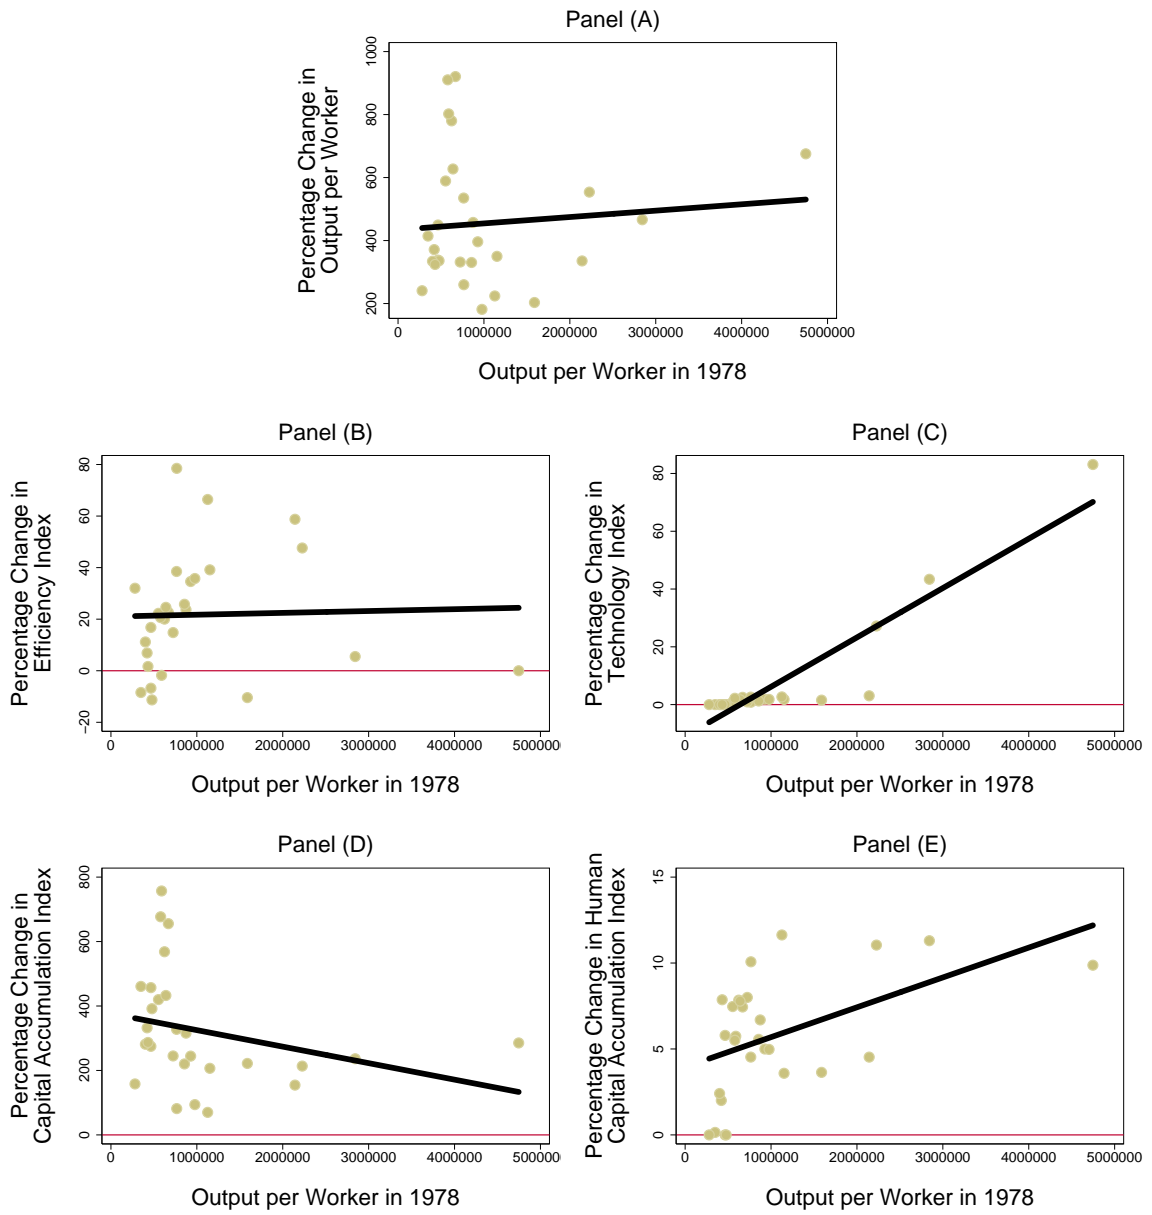 Panel (A)
Percentage Change in
Output per Worker
200
400
600
800
1000
0
1000000
2000000
3000000
4000000
5000000
Output per Worker in 1978
Panel (B)
Percentage Change in
Efficiency Index
−20
0
20
40
60
80
0
1000000
2000000
3000000
4000000
5000000
Output per Worker in 1978
Panel (C)
Percentage Change in
Technology Index
0
20
40
60
80
0
1000000
2000000
3000000
4000000
5000000
Output per Worker in 1978
Panel (D)
Percentage Change in
Capital Accumulation Index
0
200
400
600
800
0
1000000
2000000
3000000
4000000
5000000
Output per Worker in 1978
Panel (E)
Percentage Change in Human
Capital Accumulation Index
0
5
10
15
0
1000000
2000000
3000000
4000000
5000000
Output per Worker in 1978